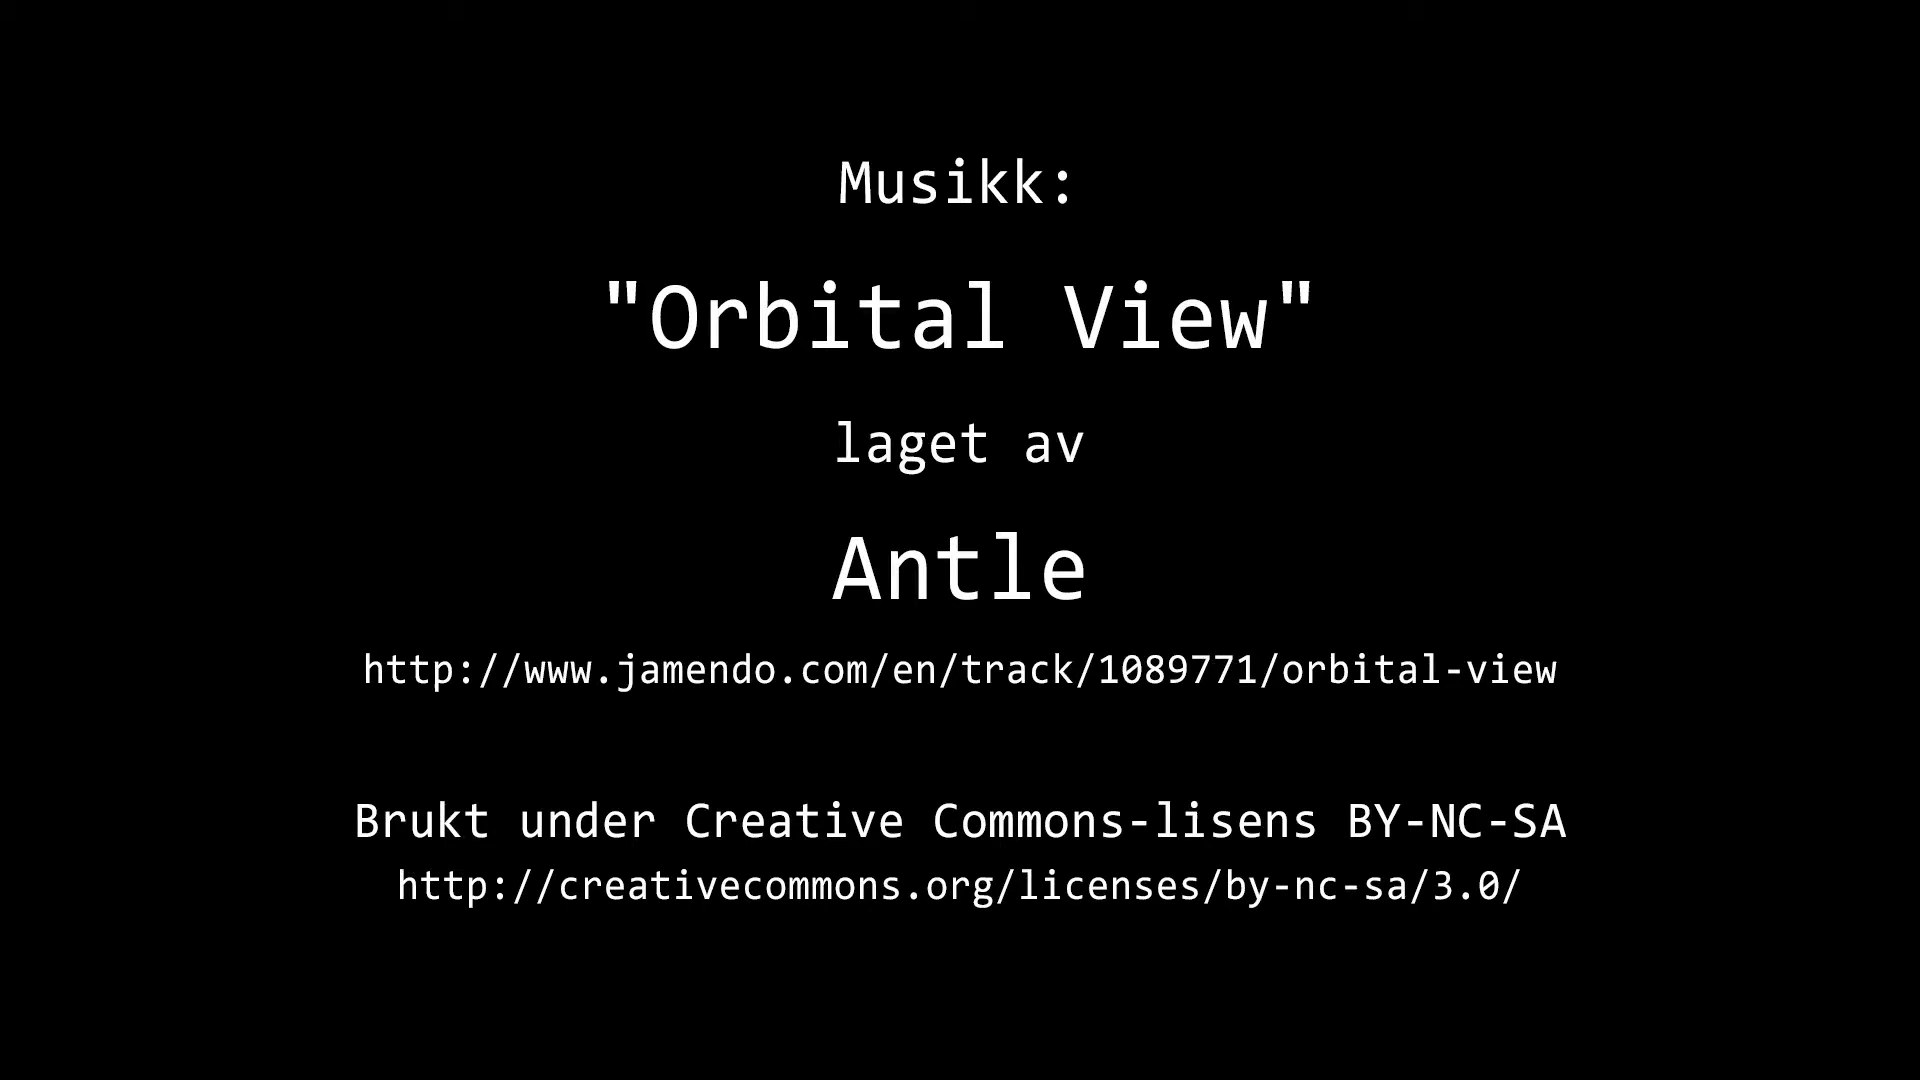 Musikk:
"Orbital View"
laget av
Antle
http://www.jamendo.com/en/track/1089771/orbital-view
Brukt under Creative Commons-lisens BY-NC-SA
http://creativecommons.org/licenses/by-nc-sa/3.0/